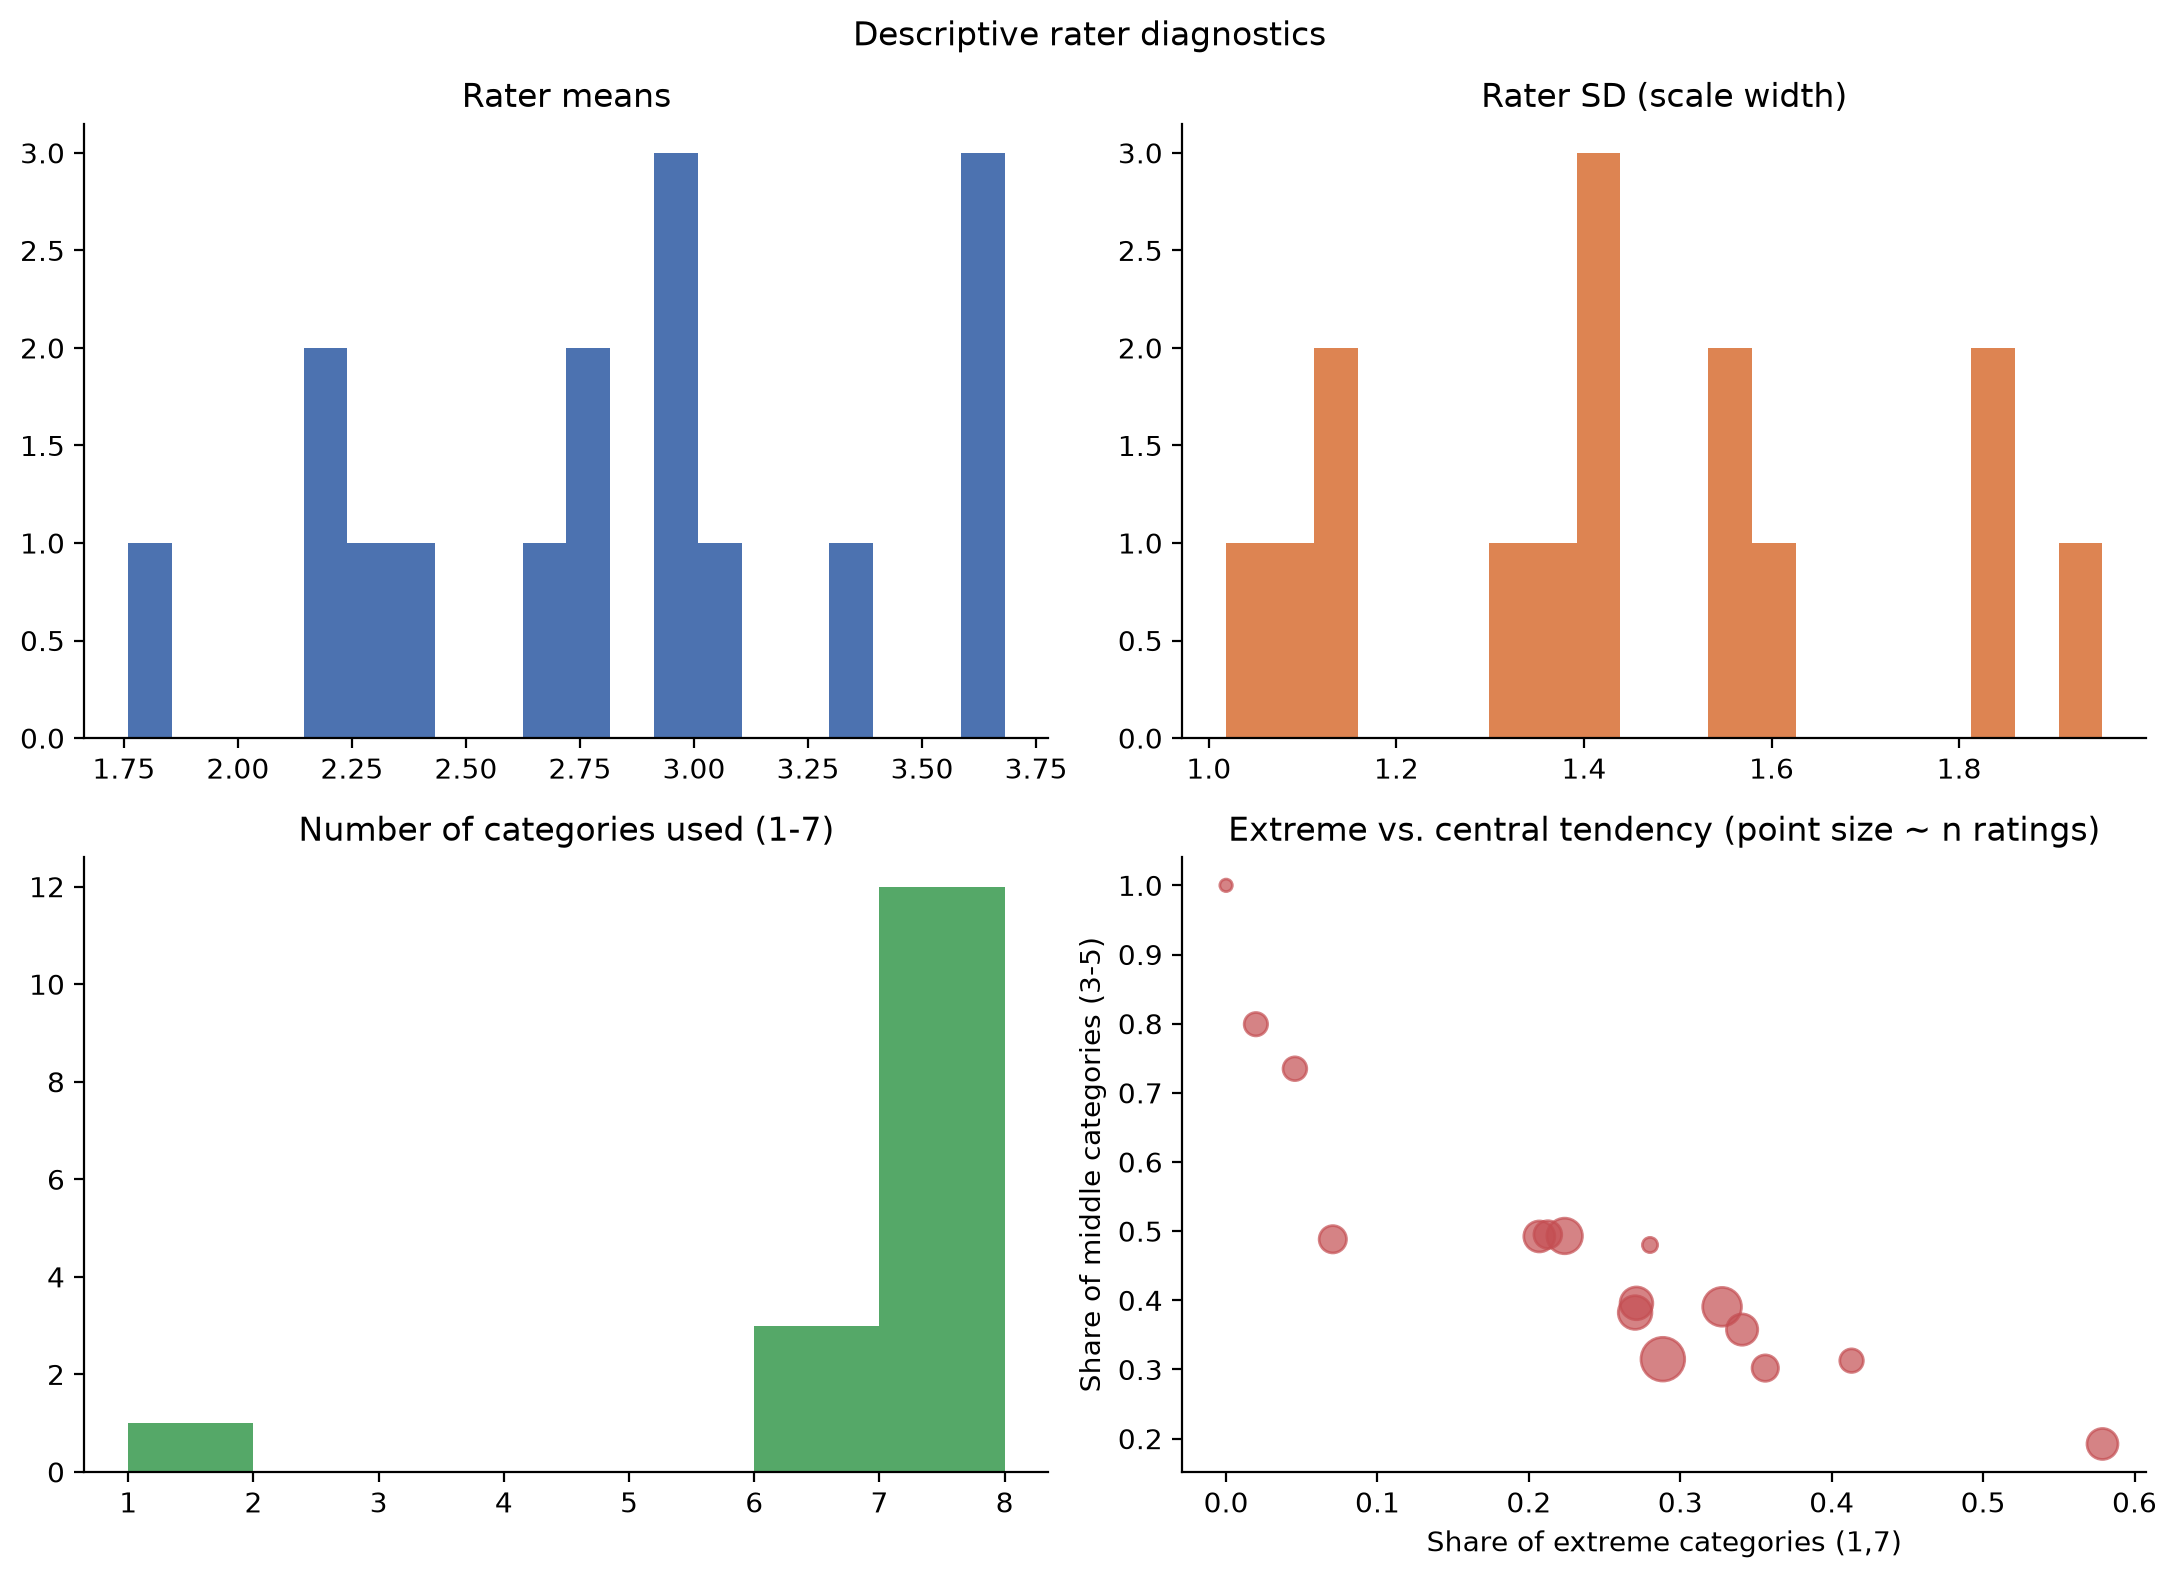 Descriptive rater diagnostics
Rater means
3.0
2.5
2.0
1.5
1.0
0.5
0.0
1.75 2.00 2.25 2.50 2.75 3.00 3.25 3.50 3.75
Rater SD (scale width)
3.0
2.5
2.0
1.5
1.0
0.5
0.0
1.0 1.2 1.4 1.6 1.8
Number of categories used (1-7)
12
10
8
6
4
2
0
1 2 3 4 5 6 7 8
Extreme vs. central tendency (point size ~ n ratings)
Share of middle categories (3-5)
1.0
0.9
0.8
0.7
0.6
0.5
0.4
0.3
0.2
0.0 0.1 0.2 0.3 0.4 0.5 0.6
Share of extreme categories (1,7)